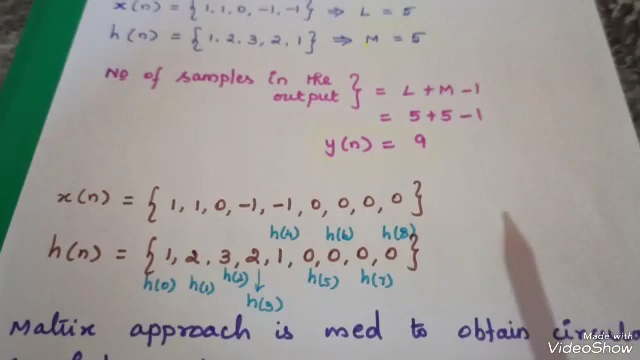 x(n) = { 1, 1, 0, -1, -1 } ⇒ L = 5
h(n) = { 1, 2, 3, 2, 1 } ⇒ M = 5
No of samples in the output } = L + M - 1
= 5 + 5 - 1
y(n) = 9
x(n) = { 1, 1, 0, -1, -1, 0, 0, 0, 0 }
h(4) h(6) h(8)
h(n) = { 1, 2, 3, 2, 1, 0, 0, 0, 0 }
h(0) h(1) h(2) h(5) h(7)
h(3)
Matrix approach is used to obtain
Made with
VideoShow